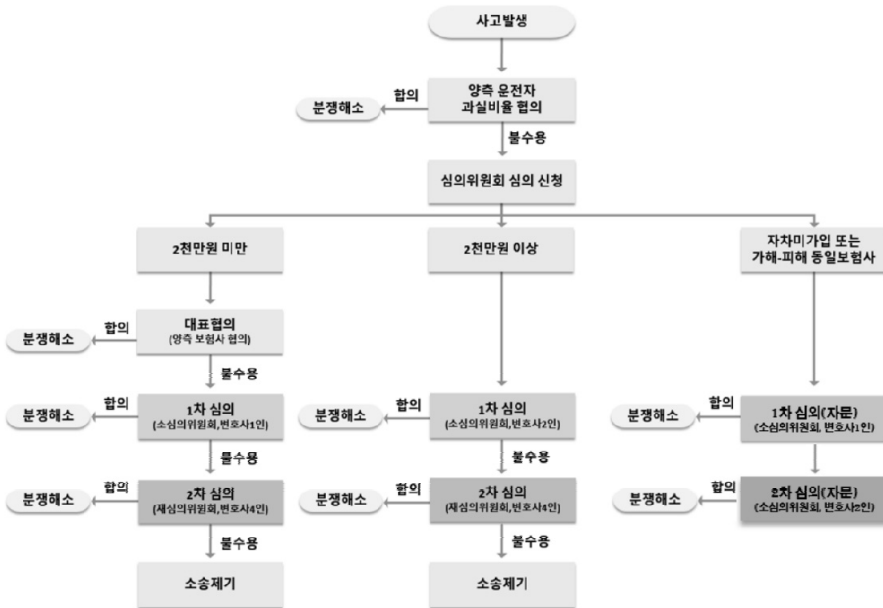 사고발생
양측 운전자
과실비율 협의
합의
분쟁해소
불수용
심의위원회 심의 신청
2천만원 미만
2천만원 이상
자차미가입 또는
가해-피해 동일보험사
대표협의
(양측 보험사 협의)
합의
분쟁해소
불수용
1차 심의
(소심의위원회,변호사1인)
합의
분쟁해소
1차 심의
(소심의위원회,변호사2인)
합의
분쟁해소
1차 심의(자문)
(소심의위원회, 변호사1인)
합의
분쟁해소
불수용
불수용
2차 심의
(재심의위원회,변호사4인)
합의
분쟁해소
2차 심의
(재심의위원회,변호사4인)
합의
분쟁해소
2차 심의(자문)
(소심의위원회, 변호사2인)
합의
분쟁해소
불수용
불수용
소송제기
소송제기